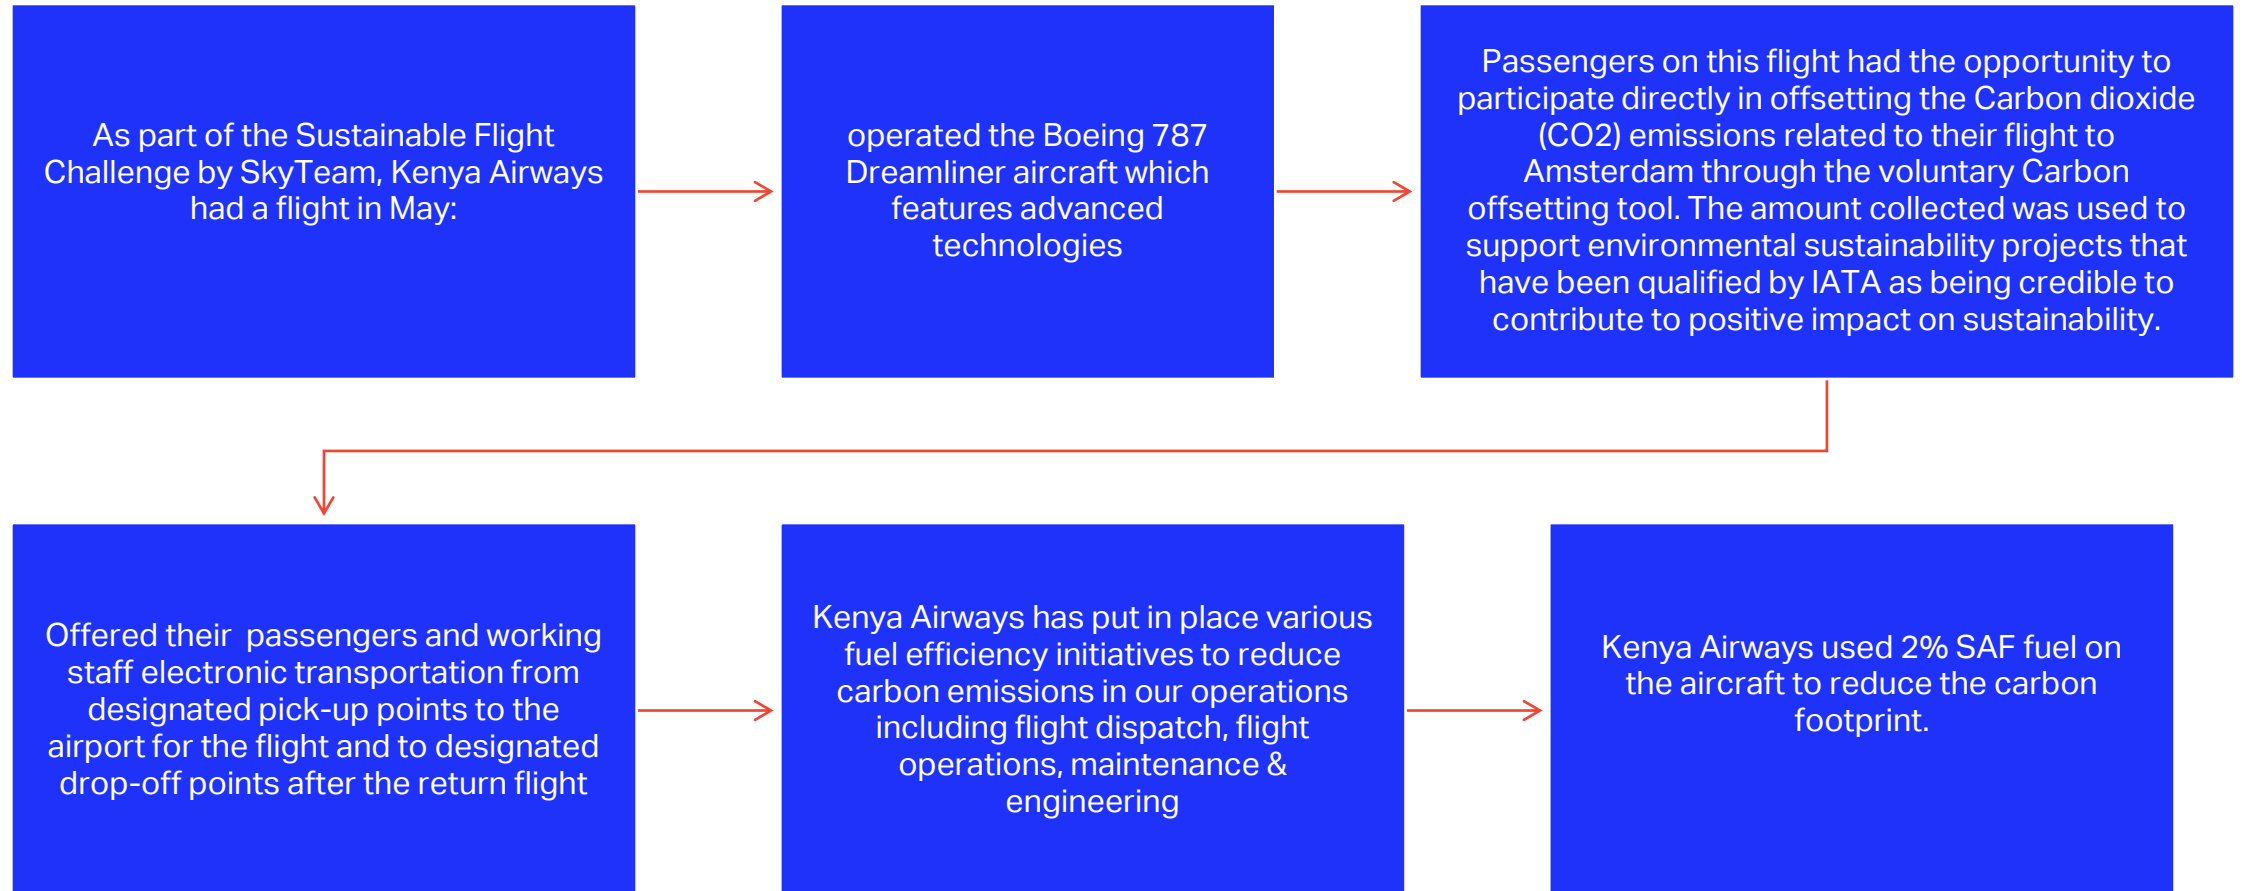 As part of the Sustainable Flight
Challenge by SkyTeam, Kenya Airways
had a flight in May:
operated the Boeing 787
Dreamliner aircraft which
features advanced
technologies
Passengers on this flight had the opportunity to
participate directly in offsetting the Carbon dioxide
(CO2) emissions related to their flight to
Amsterdam through the voluntary Carbon
offsetting tool. The amount collected was used to
support environmental sustainability projects that
have been qualified by IATA as being credible to
contribute to positive impact on sustainability.
Offered their  passengers and working
staff electronic transportation from
designated pick-up points to the
airport for the flight and to designated
drop-off points after the return flight
Kenya Airways has put in place various
fuel efficiency initiatives to reduce
carbon emissions in our operations
including flight dispatch, flight
operations, maintenance &
engineering
Kenya Airways used 2% SAF fuel on
the aircraft to reduce the carbon
footprint.